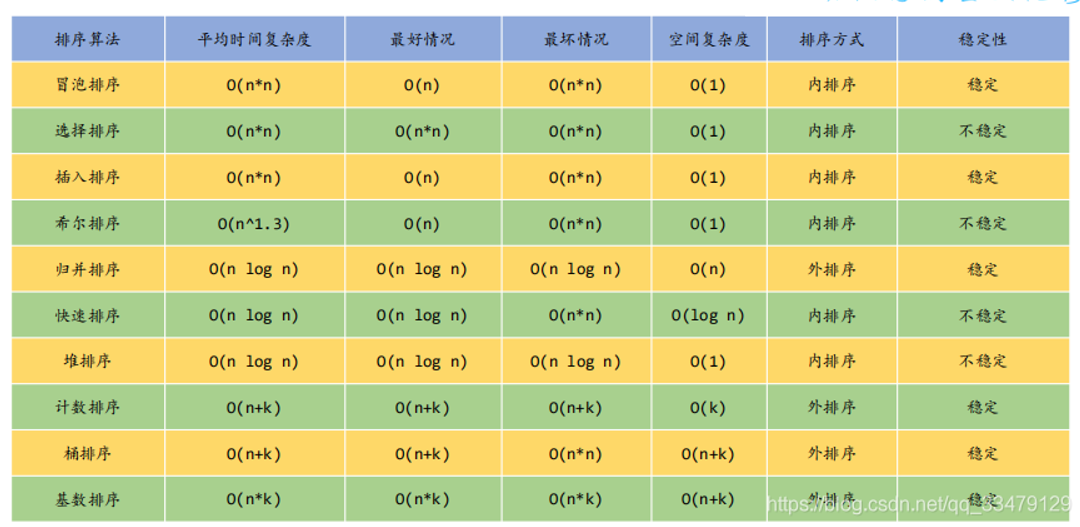 排序算法 平均时间复杂度 最好情况 最坏情况 空间复杂度 排序方式 稳定性
冒泡排序 O(n*n) O(n) O(n*n) O(1) 内排序 稳定
选择排序 O(n*n) O(n*n) O(n*n) O(1) 内排序 不稳定
插入排序 O(n*n) O(n) O(n*n) O(1) 内排序 稳定
希尔排序 O(n^1.3) O(n) O(n*n) O(1) 内排序 不稳定
归并排序 O(n log n) O(n log n) O(n log n) O(n) 外排序 稳定
快速排序 O(n log n) O(n log n) O(n*n) O(log n) 内排序 不稳定
堆排序 O(n log n) O(n log n) O(n log n) O(1) 内排序 不稳定
计数排序 O(n+k) O(n+k) O(n+k) O(k) 外排序 稳定
桶排序 O(n+k) O(n+k) O(n*n) O(n+k) 外排序 稳定
基数排序 O(n*k) O(n*k) O(n*k) O(n+k) 外排序 稳定
https://blog.csdn.net/qq_33479129